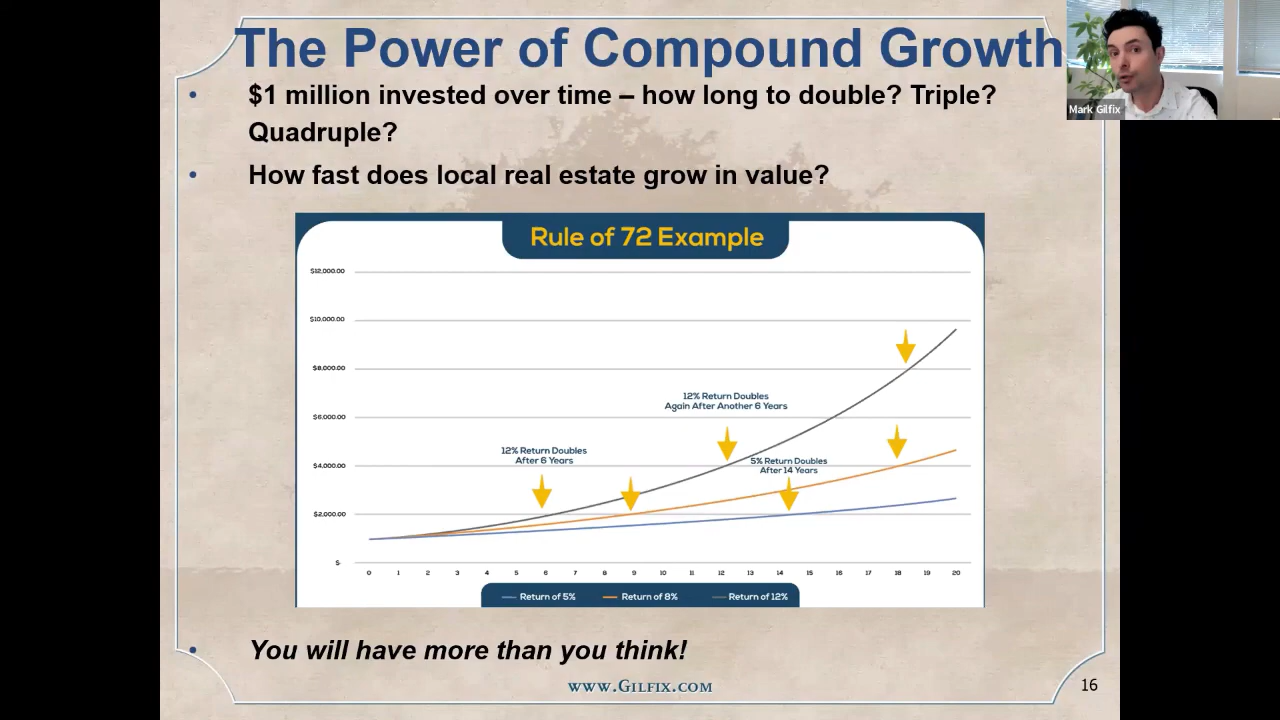 The Power of Compound Growth
• $1 million invested over time – how long to double? Triple?
Quadruple?
• How fast does local real estate grow in value?
Mark Gilfix
Rule of 72 Example
$12,000.00
$10,000.00
$8,000.00
$6,000.00
$4,000.00
$2,000.00
$-
12% Return Doubles
Again After Another 6 Years
12% Return Doubles
After 6 Years
5% Return Doubles
After 14 Years
0 1 2 3 4 5 6 7 8 9 10 11 12 13 14 15 16 17 18 19 20
Return of 5% Return of 8% Return of 12%
• You will have more than you think!
www.Gilfix.com
16